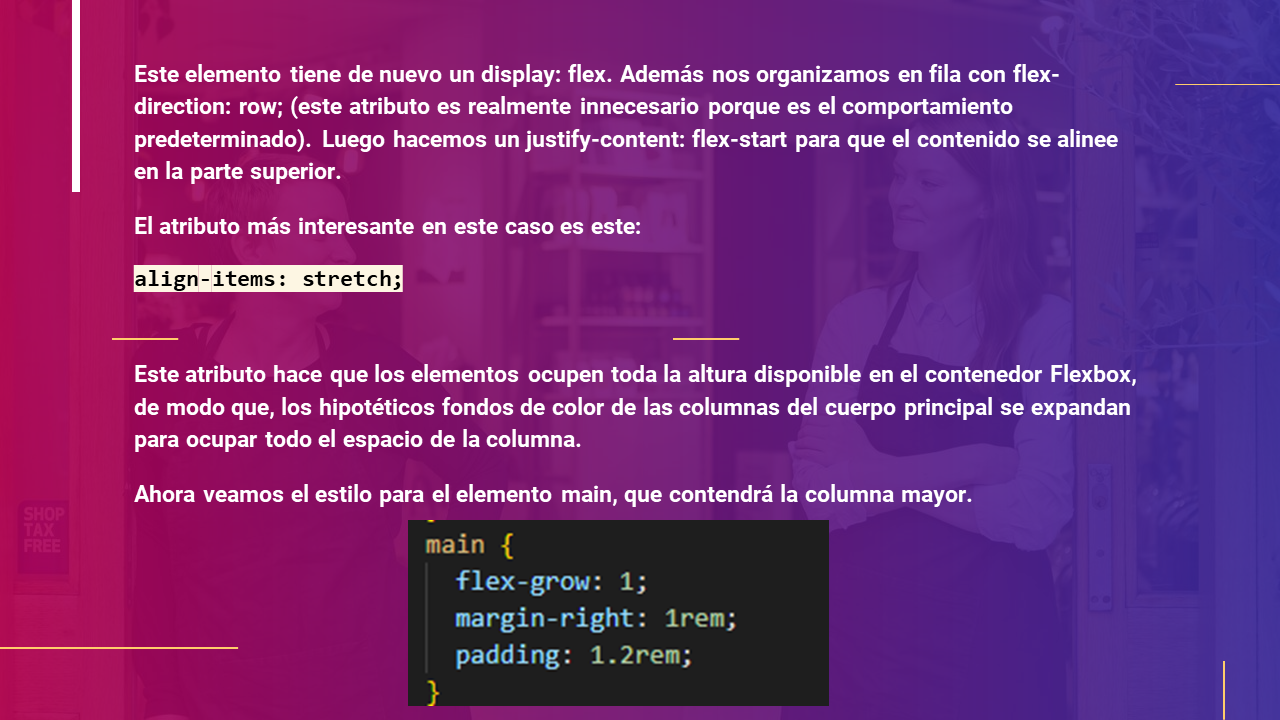 Este elemento tiene de nuevo un display: flex. Además nos organizamos en fila con flex-
direction: row; (este atributo es realmente innecesario porque es el comportamiento
predeterminado). Luego hacemos un justify-content: flex-start para que el contenido se alinee
en la parte superior.
El atributo más interesante en este caso es este:
align-items: stretch;
Este atributo hace que los elementos ocupen toda la altura disponible en el contenedor Flexbox,
de modo que, los hipotéticos fondos de color de las columnas del cuerpo principal se expandan
para ocupar todo el espacio de la columna.
Ahora veamos el estilo para el elemento main, que contendrá la columna mayor.
SHOP
TAX
FREE
main {
flex-grow: 1;
margin-right: 1rem;
padding: 1.2rem;
}